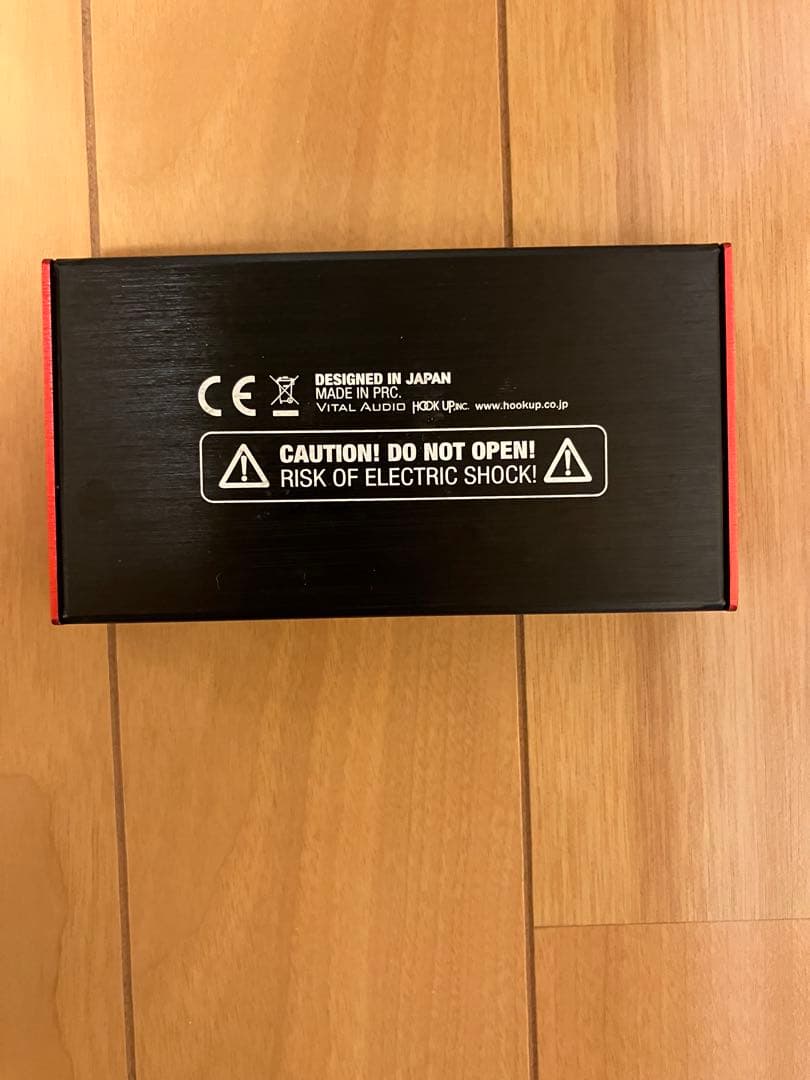 CE DESIGNED IN JAPAN
MADE IN PRC.
VITAL AUDIO HOOK UP,INC. www.hookup.co.jp
CAUTION! DO NOT OPEN!
RISK OF ELECTRIC SHOCK!